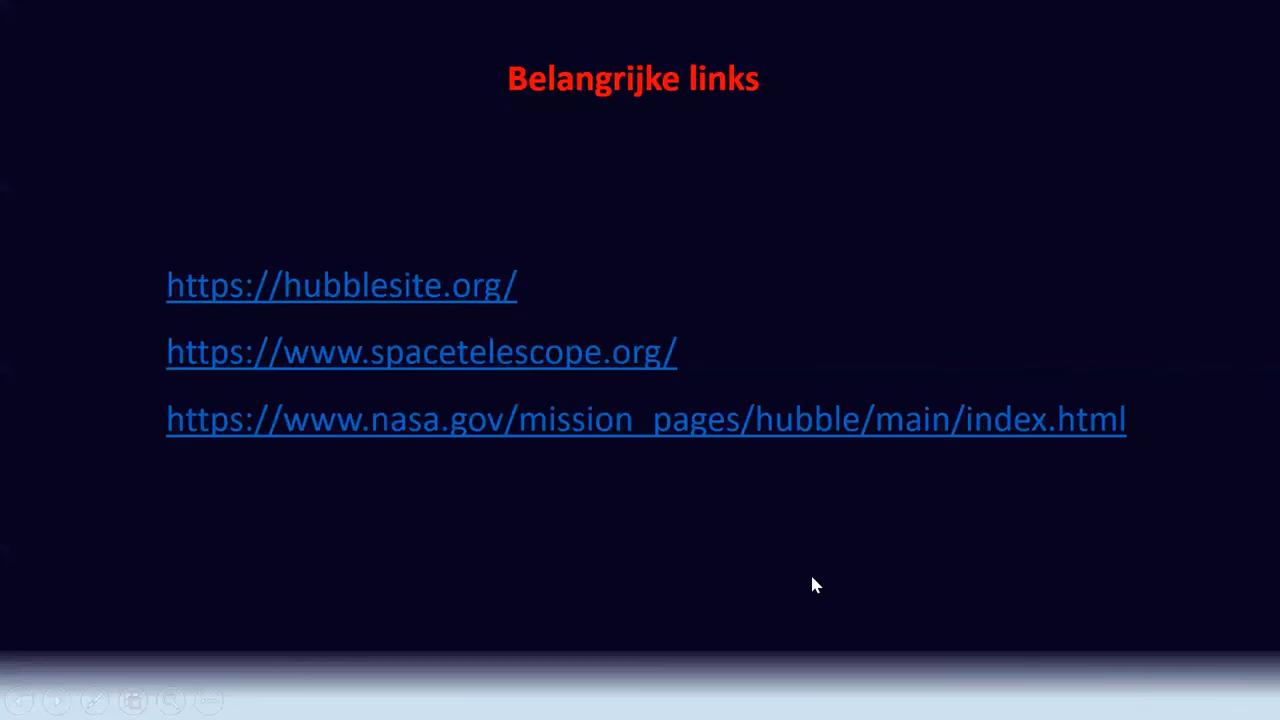 Belangrijke links
https://hubblesite.org/
https://www.spacetelescope.org/
https://www.nasa.gov/mission_pages/hubble/main/index.html